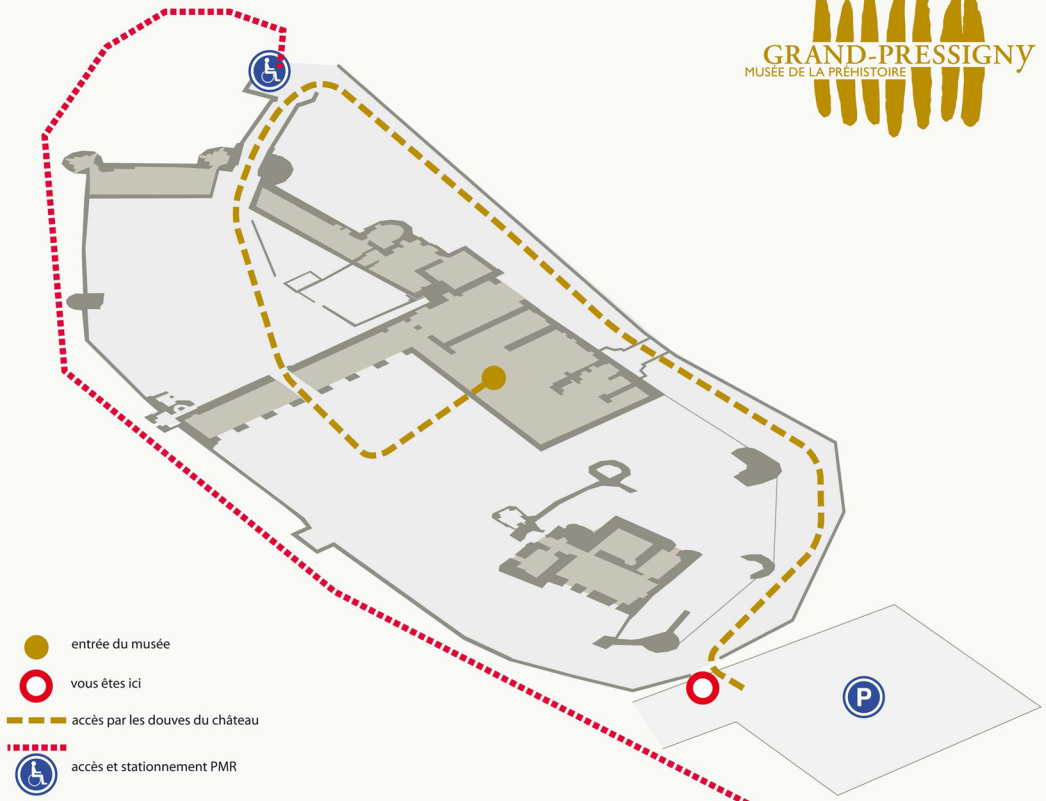 GRAND-PRESSIGNY
MUSÉE DE LA PRÉHISTOIRE
P
entrée du musée
vous êtes ici
accès par les douves du château
accès et stationnement PMR